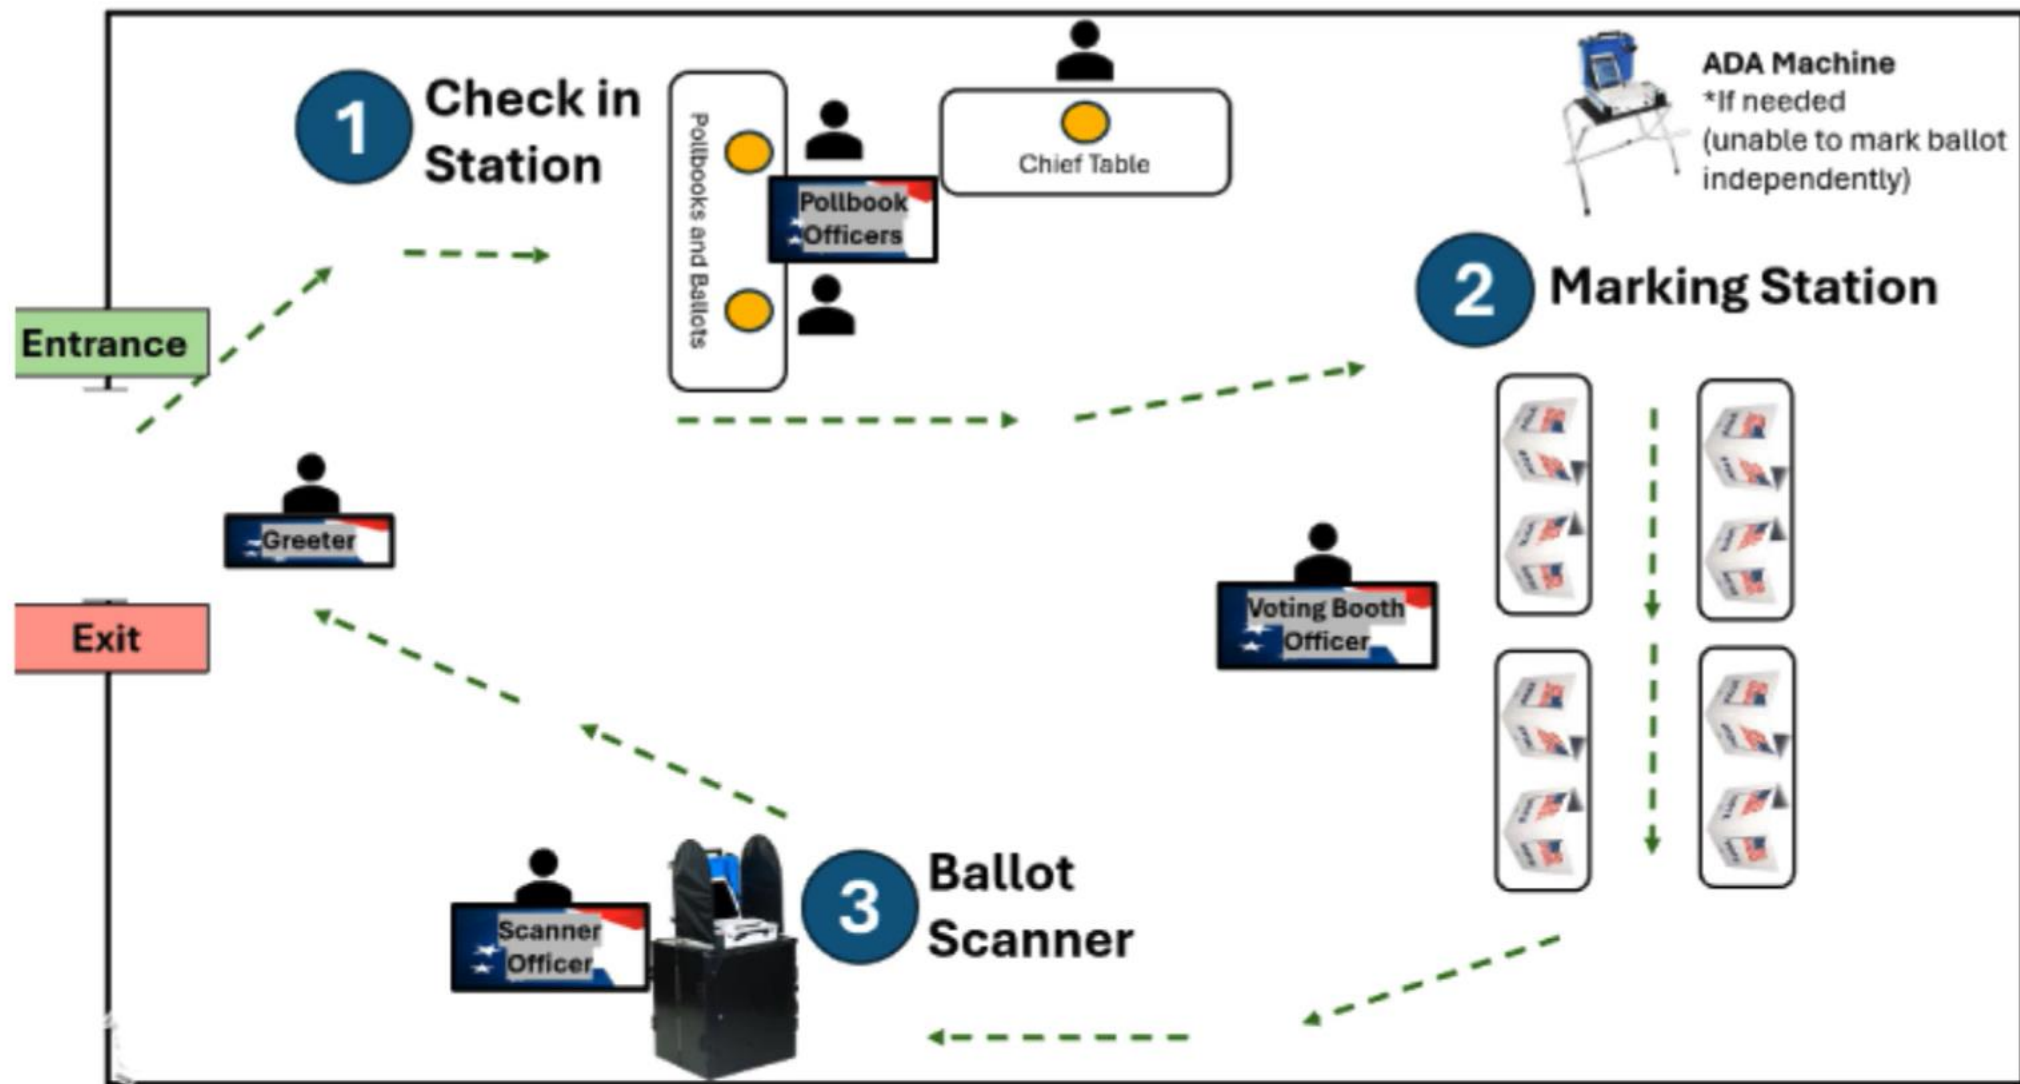 1
Check in
Station
Pollbooks and Ballots
Pollbook
Officers
Chief Table
ADA Machine
*If needed
(unable to mark ballot
independently)
Entrance
2
Marking Station
Greeter
Voting Booth
Officer
Exit
3
Ballot
Scanner
Scanner
Officer